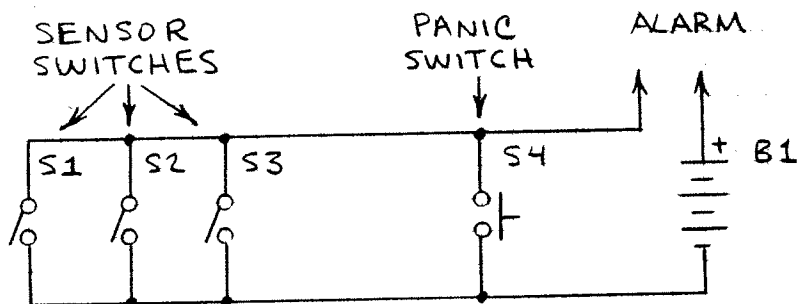 SENSOR
SWITCHES
PANIC
SWITCH
ALARM
S1
S2
S3
S4
+
B1